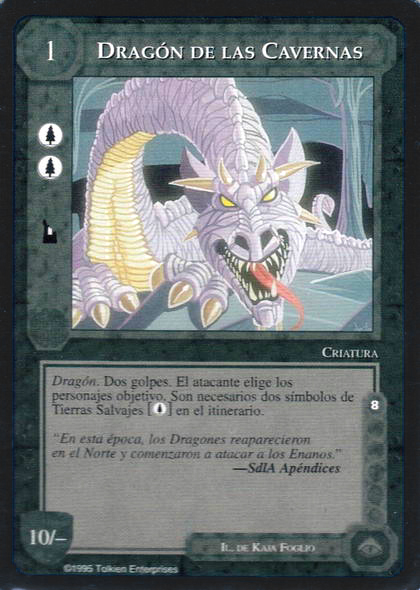 1
DRAGÓN DE LAS CAVERNAS
CRIATURA
Dragón. Dos golpes. El atacante elige los
personajes objetivo. Son necesarios dos símbolos de
Tierras Salvajes [ ] en el itinerario.
8
“En esta época, los Dragones reaparecieron
en el Norte y comenzaron a atacar a los Enanos.”
—SdlA Apéndices
10/–
IL. DE KAJA FOGLIO
©1995 Tolkien Enterprises